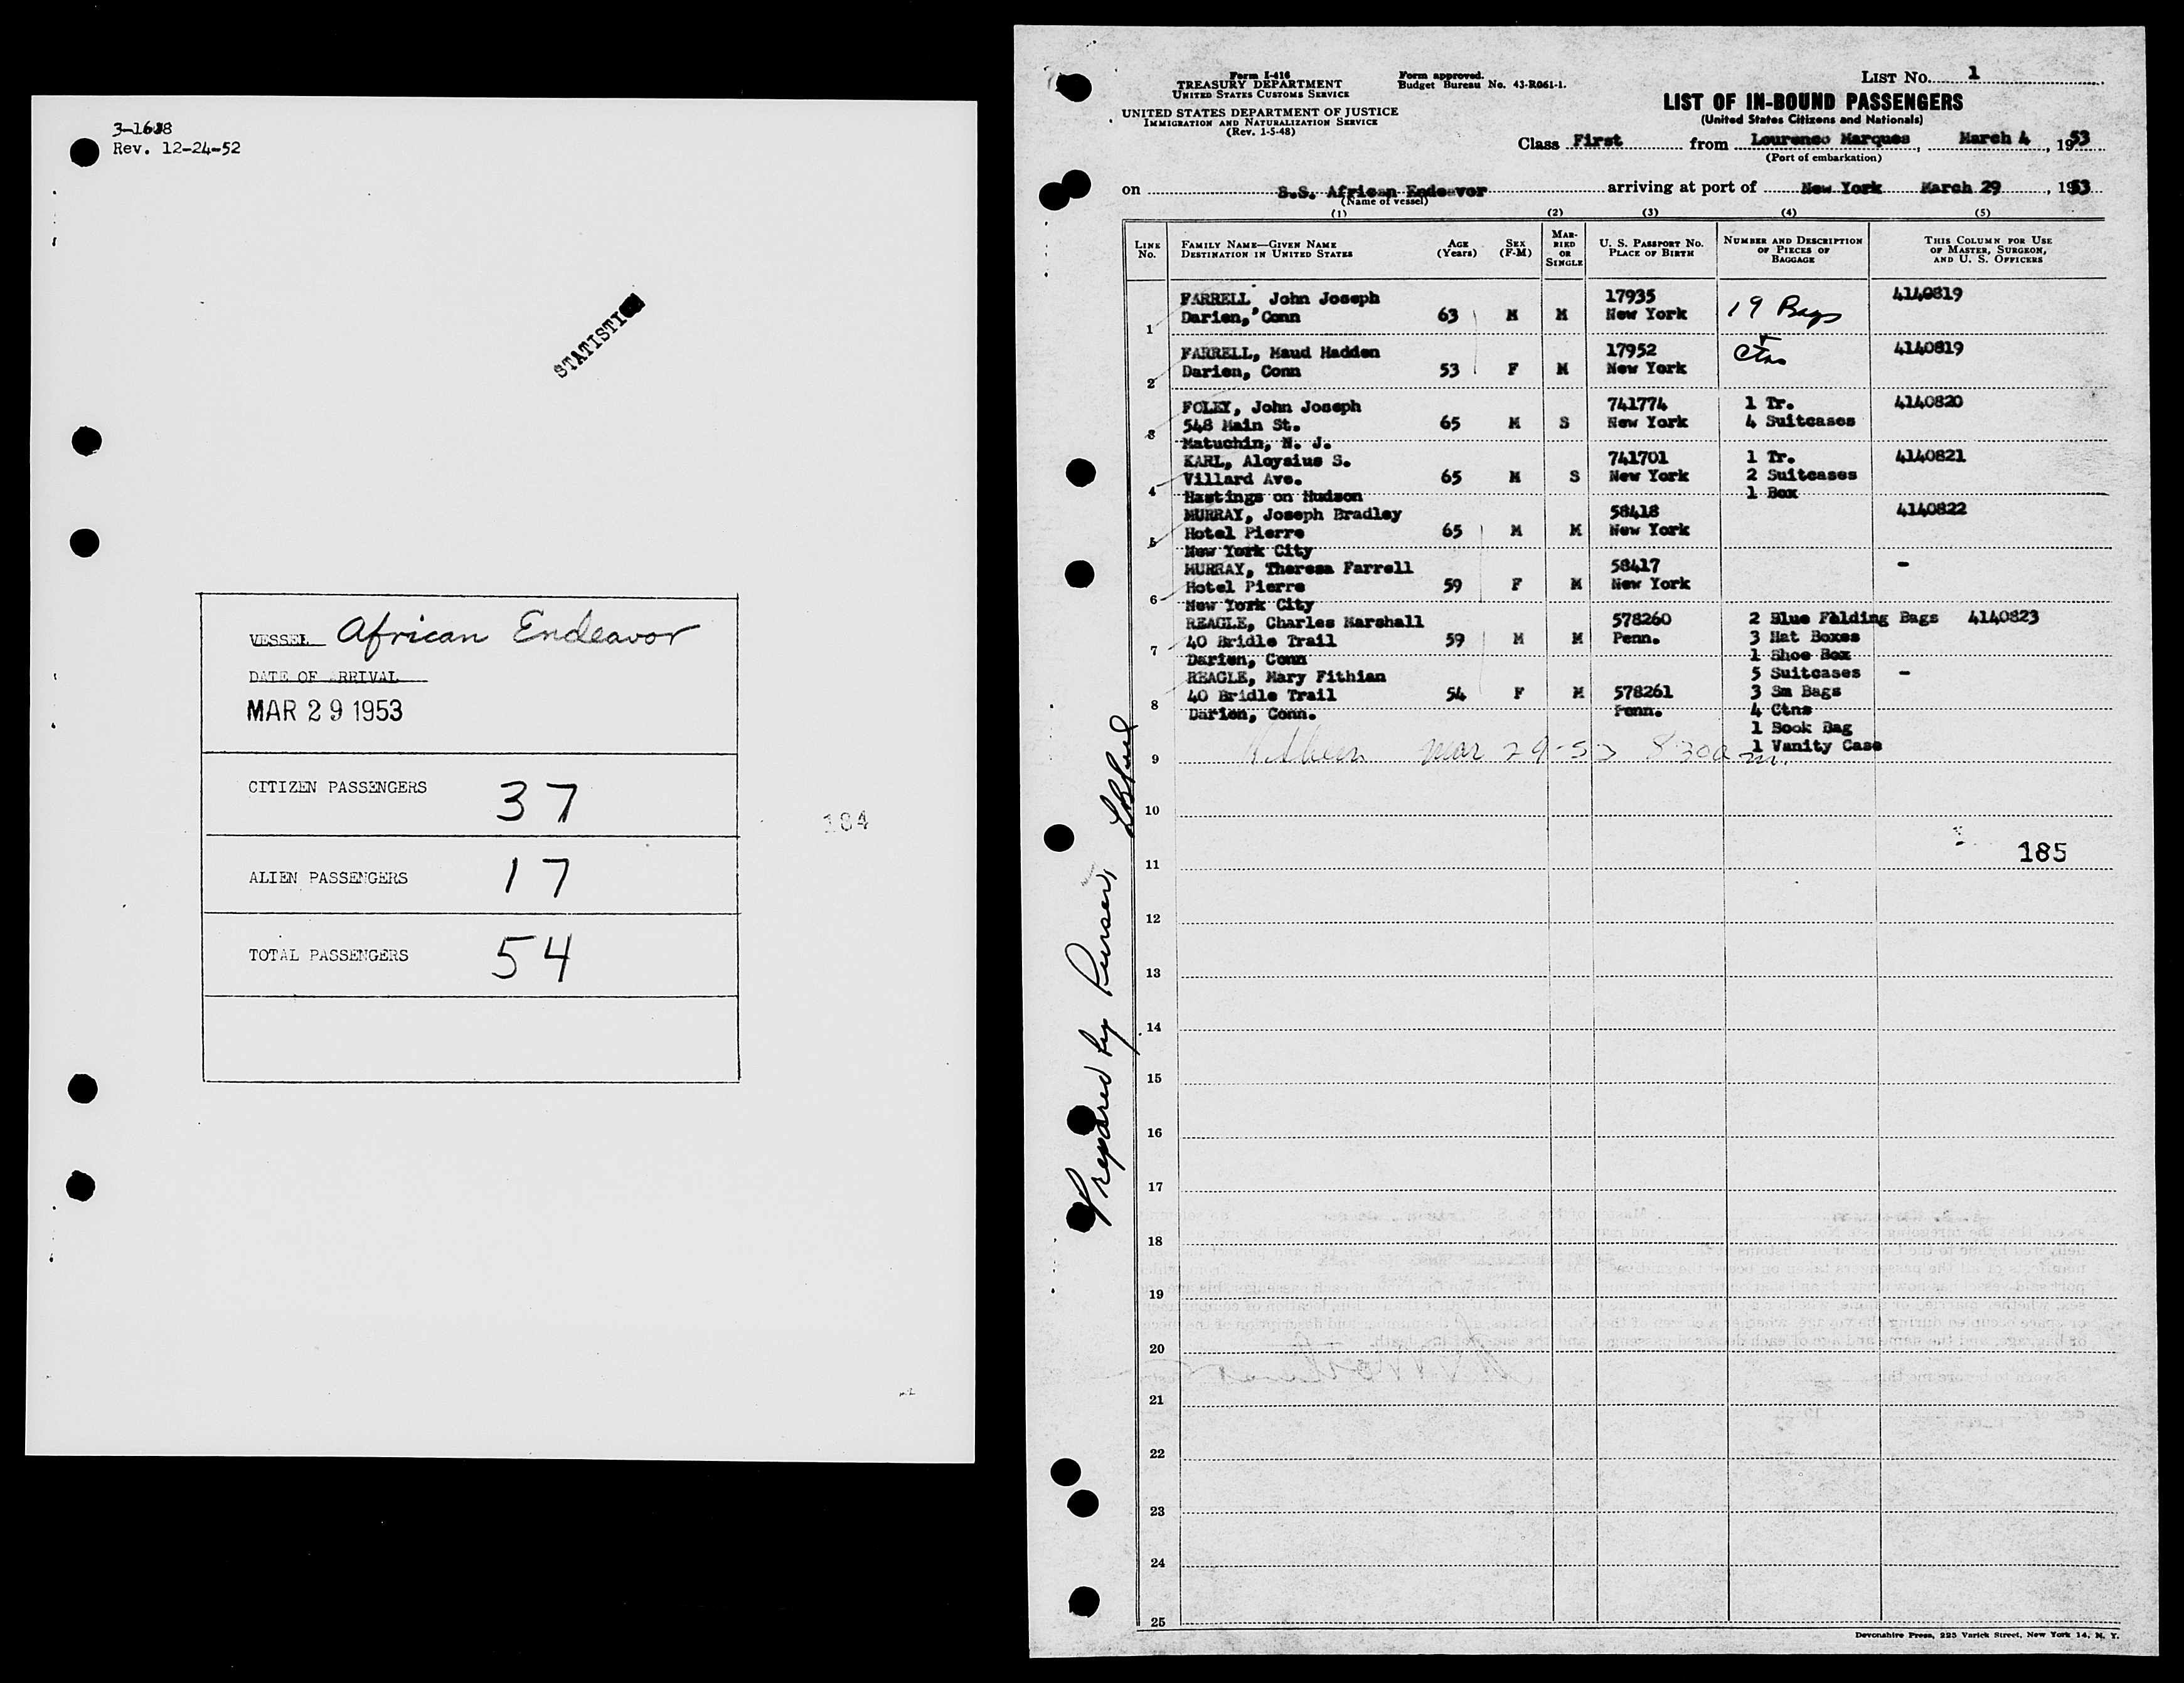 3-1618
Rev. 12-24-52
STATISTI
VESSEL African Endeavor
DATE OF ARRIVAL
MAR 29 1953
CITIZEN PASSENGERS 37
ALIEN PASSENGERS 17
TOTAL PASSENGERS 54
184
Form I-416
TREASURY DEPARTMENT
UNITED STATES CUSTOMS SERVICE
UNITED STATES DEPARTMENT OF JUSTICE
IMMIGRATION AND NATURALIZATION SERVICE
(Rev. 1-5-48)
Form approved.
Budget Bureau No. 43-R061-1.
LIST No. 1
LIST OF IN-BOUND PASSENGERS
(United States Citizens and Nationals)
Class First from Lourenco Marques, March 4, 1953
(Port of embarkation)
on S.S. African Endeavor arriving at port of New York March 29, 1953
(Name of vessel)
(1) (2) (3) (4) (5)
LINE No. FAMILY NAME—GIVEN NAME DESTINATION IN UNITED STATES AGE (Years) SEX (F-M) MARRIED OR SINGLE U. S. PASSPORT No. PLACE OF BIRTH NUMBER AND DESCRIPTION OF PIECES OF BAGGAGE THIS COLUMN FOR USE OF MASTER, SURGEON, AND U. S. OFFICERS
FARRELL John Joseph 17935 4140819
1 Darien, Conn 63 M M New York 19 Bags
FARRELL, Maud Hadden 17952 + Ctns 4140819
2 Darien, Conn 53 F M New York
FOLEY, John Joseph 741774 1 Tr. 4140820
3 548 Main St. 65 M S New York 4 Suitcases
Matuchin, N. J.
KARL, Aloysius S. 741701 1 Tr. 4140821
4 Villard Ave. 65 M S New York 2 Suitcases
Hastings on Hudson 1 Box
MURRAY, Joseph Bradley 58418 4140822
5 Hotel Pierre 65 M M New York
New York City
MURRAY, Theresa Farrell 58417 -
6 Hotel Pierre 59 F M New York
New York City
REAGLE, Charles Marshall 578260 2 Blue Folding Bags 4140823
7 40 Bridle Trail 59 M M Penn. 3 Hat Boxes
Darien, Conn 1 Shoe Box
REAGLE, Mary Fithian 5 Suitcases -
8 40 Bridle Trail 54 F M 578261 3 Sm Bags
Darien, Conn. Penn. 4 Ctns
1 Book Bag
9 Mar 29-53 830a m. 1 Vanity Case
10
11
185
12
13
14
15
16
17
18
19
20
21
22
23
24
25
Prepared by Purser,
Devonshire Press, 225 Varick Street, New York 14, N. Y.